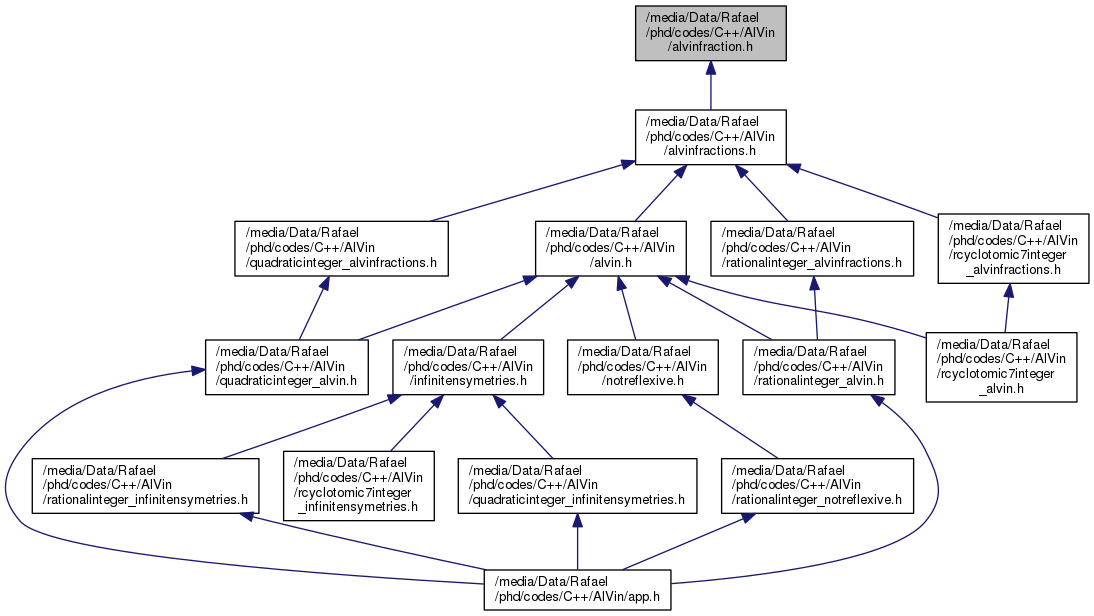 /media/Data/Rafael
/phd/codes/C++/AlVin
/alvinfraction.h
/media/Data/Rafael
/phd/codes/C++/AlVin
/alvinfractions.h
/media/Data/Rafael
/phd/codes/C++/AlVin
/quadraticinteger_alvinfractions.h
/media/Data/Rafael
/phd/codes/C++/AlVin
/alvin.h
/media/Data/Rafael
/phd/codes/C++/AlVin
/rationalinteger_alvinfractions.h
/media/Data/Rafael
/phd/codes/C++/AlVin
/rcyclotomic7integer
_alvinfractions.h
/media/Data/Rafael
/phd/codes/C++/AlVin
/quadraticinteger_alvin.h
/media/Data/Rafael
/phd/codes/C++/AlVin
/infinitensymetries.h
/media/Data/Rafael
/phd/codes/C++/AlVin
/notreflexive.h
/media/Data/Rafael
/phd/codes/C++/AlVin
/rationalinteger_alvin.h
/media/Data/Rafael
/phd/codes/C++/AlVin
/rcyclotomic7integer
_alvin.h
/media/Data/Rafael
/phd/codes/C++/AlVin
/rationalinteger_infinitensymetries.h
/media/Data/Rafael
/phd/codes/C++/AlVin
/rcyclotomic7integer
_infinitensymetries.h
/media/Data/Rafael
/phd/codes/C++/AlVin
/quadraticinteger_infinitensymetries.h
/media/Data/Rafael
/phd/codes/C++/AlVin
/rationalinteger_notreflexive.h
/media/Data/Rafael
/phd/codes/C++/AlVin/app.h